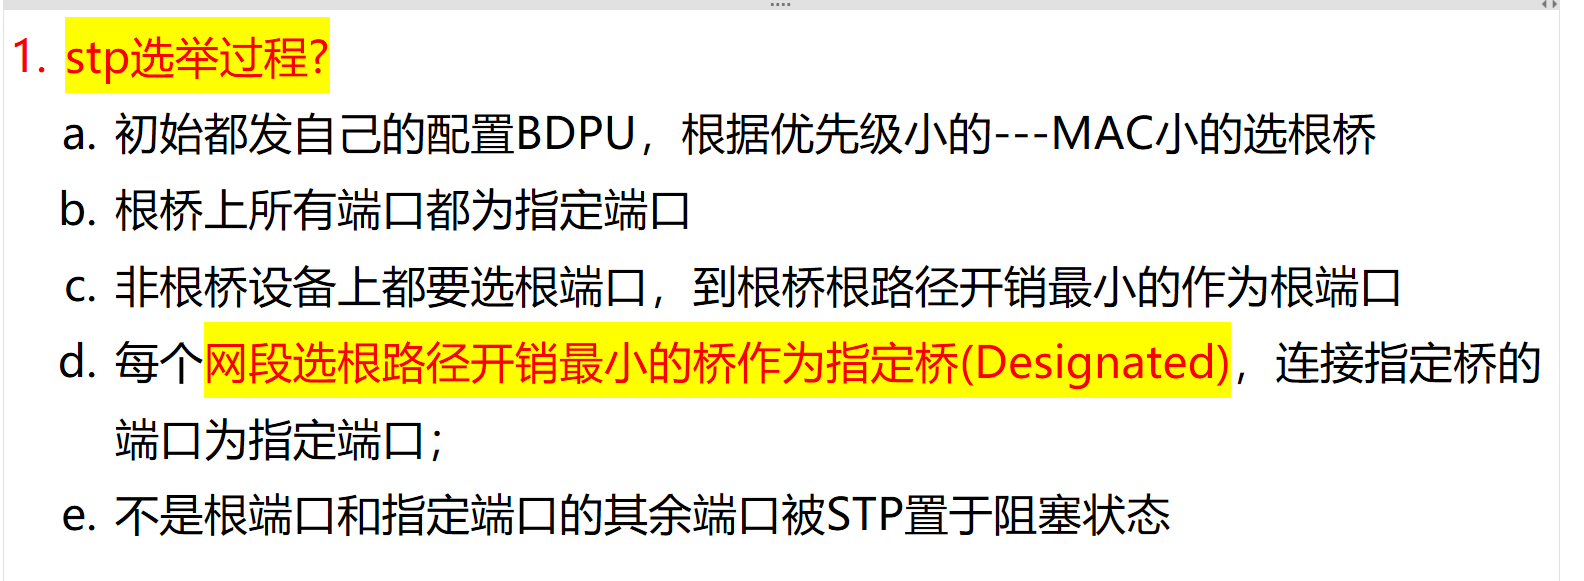 1. stp选举过程?
a. 初始都发自己的配置BDPU，根据优先级小的---MAC小的选根桥
b. 根桥上所有端口都为指定端口
c. 非根桥设备上都要选根端口，到根桥根路径开销最小的作为根端口
d. 每个网段选根路径开销最小的桥作为指定桥(Designated)，连接指定桥的
端口为指定端口；
e. 不是根端口和指定端口的其余端口被STP置于阻塞状态